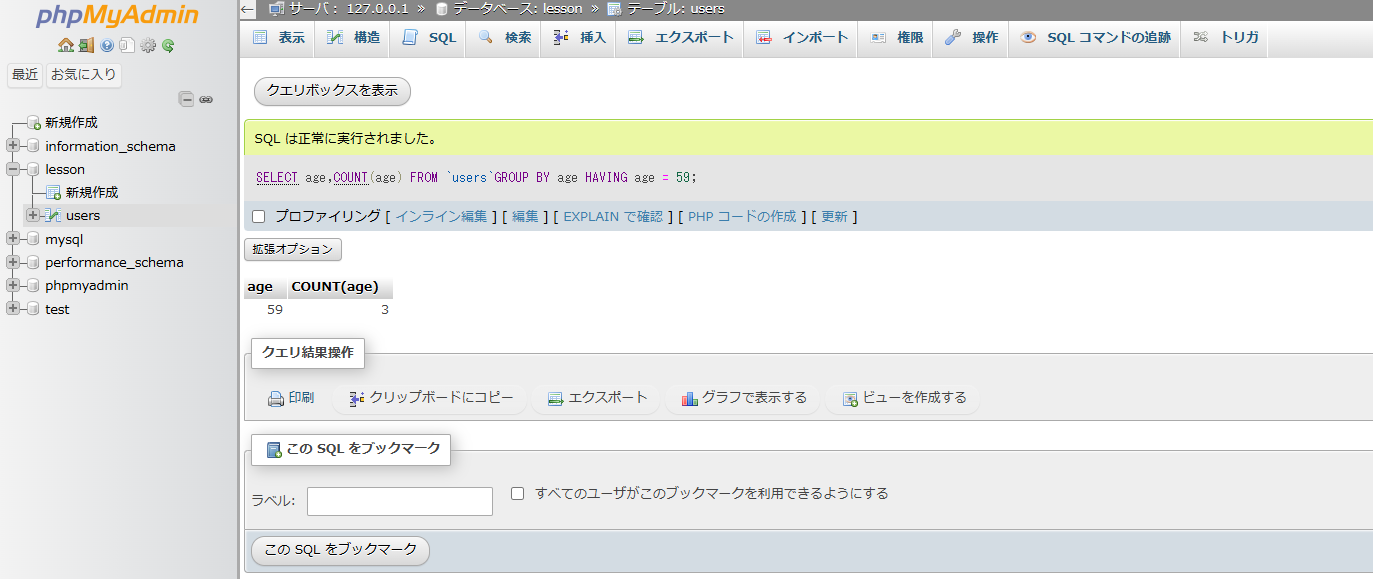 phpMyAdmin
最近 お気に入り
新規作成
information_schema
lesson
新規作成
users
mysql
performance_schema
phpmyadmin
test
サーバ: 127.0.0.1 » データベース: lesson » テーブル: users
表示 構造 SQL 検索 挿入 エクスポート インポート 権限 操作 SQL コマンドの追跡 トリガ
クエリボックスを表示
SQL は正常に実行されました。
SELECT age,COUNT(age) FROM `users`GROUP BY age HAVING age = 59;
プロファイリング [ インライン編集 ] [ 編集 ] [ EXPLAIN で確認 ] [ PHP コードの作成 ] [ 更新 ]
拡張オプション
age COUNT(age)
59 3
クエリ結果操作
印刷 クリップボードにコピー エクスポート グラフで表示する ビューを作成する
この SQL をブックマーク
ラベル: すべてのユーザがこのブックマークを利用できるようにする
この SQL をブックマーク